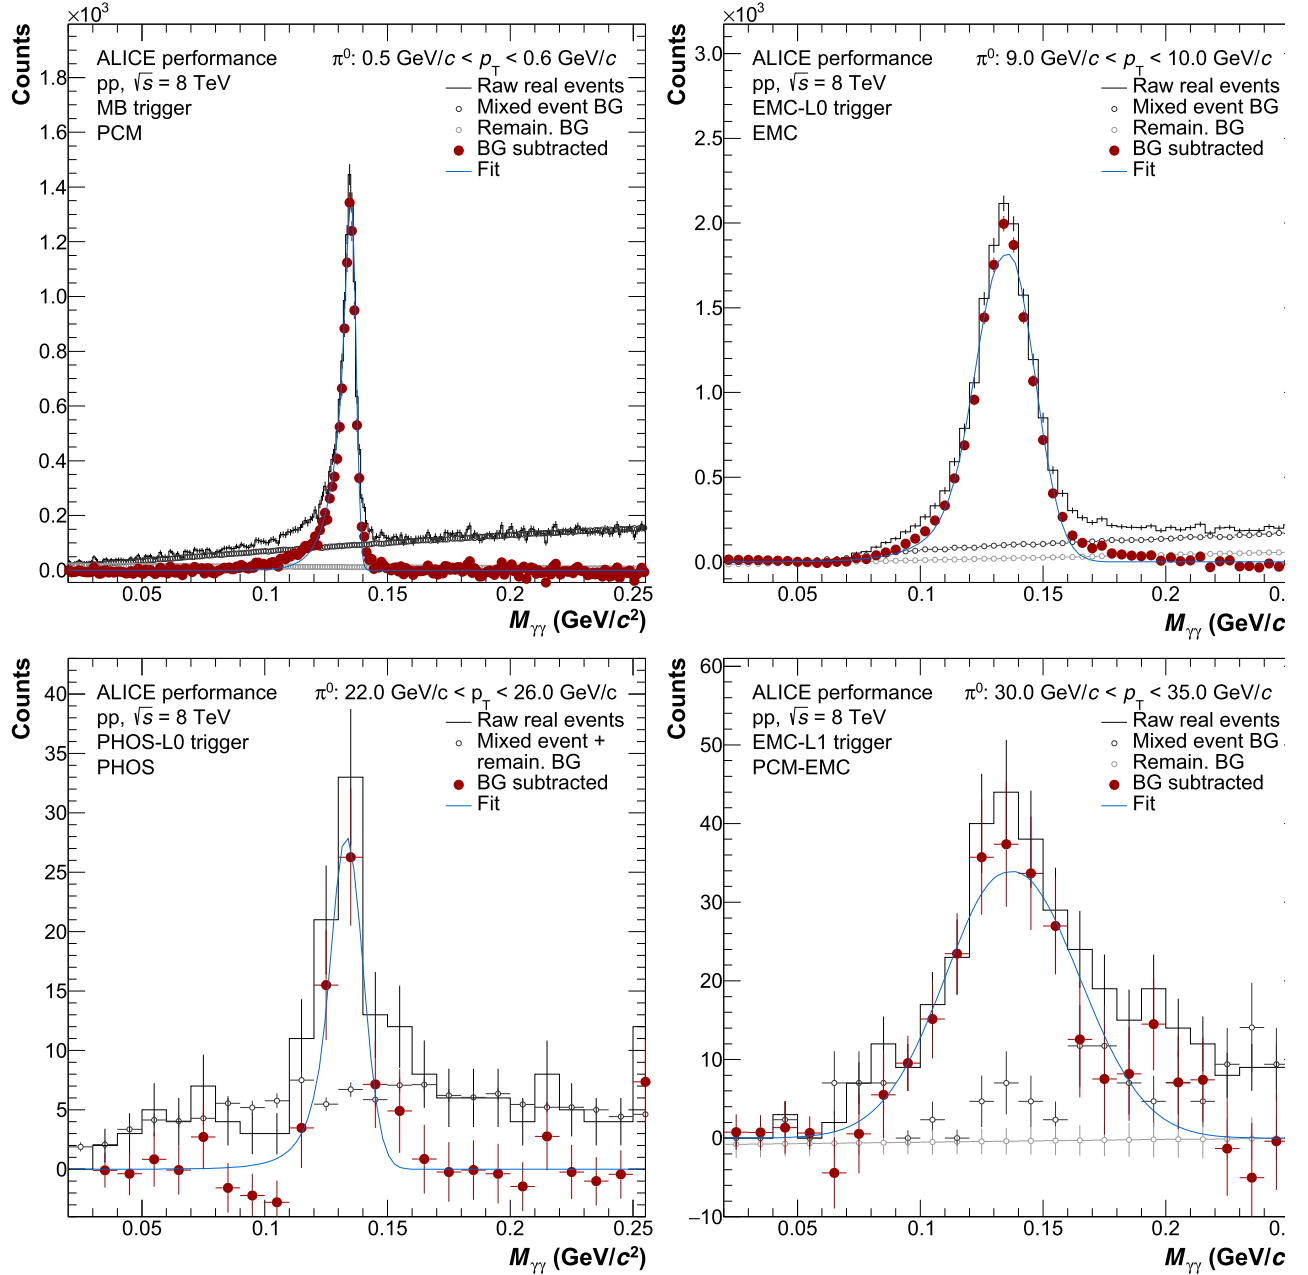 ×10³
Counts
ALICE performance
π⁰: 0.5 GeV/c < p_T < 0.6 GeV/c
pp, √s = 8 TeV
MB trigger
PCM
Raw real events
Mixed event BG
Remain. BG
BG subtracted
Fit
1.8
1.6
1.4
1.2
1.0
0.8
0.6
0.4
0.2
0.0
0.05 0.1 0.15 0.2 0.25
M_γγ (GeV/c²)
×10³
Counts
ALICE performance
π⁰: 9.0 GeV/c < p_T < 10.0 GeV/c
pp, √s = 8 TeV
EMC-L0 trigger
EMC
Raw real events
Mixed event BG
Remain. BG
BG subtracted
Fit
3.0
2.5
2.0
1.5
1.0
0.5
0.0
0.05 0.1 0.15 0.2 0.
M_γγ (GeV/c
Counts
ALICE performance
π⁰: 22.0 GeV/c < p_T < 26.0 GeV/c
pp, √s = 8 TeV
PHOS-L0 trigger
PHOS
Raw real events
Mixed event +
remain. BG
BG subtracted
Fit
40
35
30
25
20
15
10
5
0
0.05 0.1 0.15 0.2 0.25
M_γγ (GeV/c²)
Counts
ALICE performance
π⁰: 30.0 GeV/c < p_T < 35.0 GeV/c
pp, √s = 8 TeV
EMC-L1 trigger
PCM-EMC
Raw real events
Mixed event BG
Remain. BG
BG subtracted
Fit
60
50
40
30
20
10
0
−10
0.05 0.1 0.15 0.2 0.
M_γγ (GeV/c